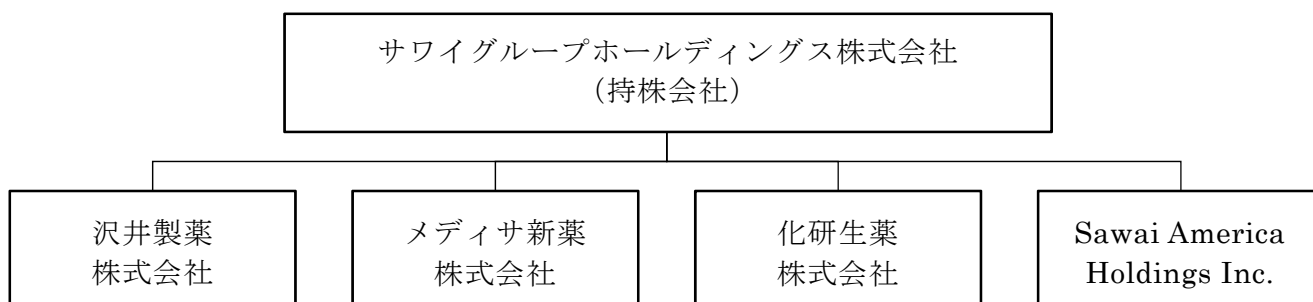 サワイグループホールディングス株式会社
(持株会社)
沢井製薬
株式会社
メディサ新薬
株式会社
化研生薬
株式会社
Sawai America
Holdings Inc.